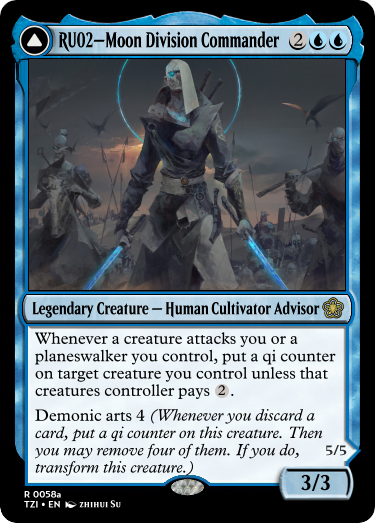 RU02–Moon Division Commander 2
Legendary Creature — Human Cultivator Advisor
Whenever a creature attacks you or a
planeswalker you control, put a qi counter
on target creature you control unless that
creatures controller pays 2.
Demonic arts 4 (Whenever you discard a
card, put a qi counter on this creature. Then
you may remove four of them. If you do,
transform this creature.)
5/5
3/3
R 0058a
TZI • EN ZHIHUI SU